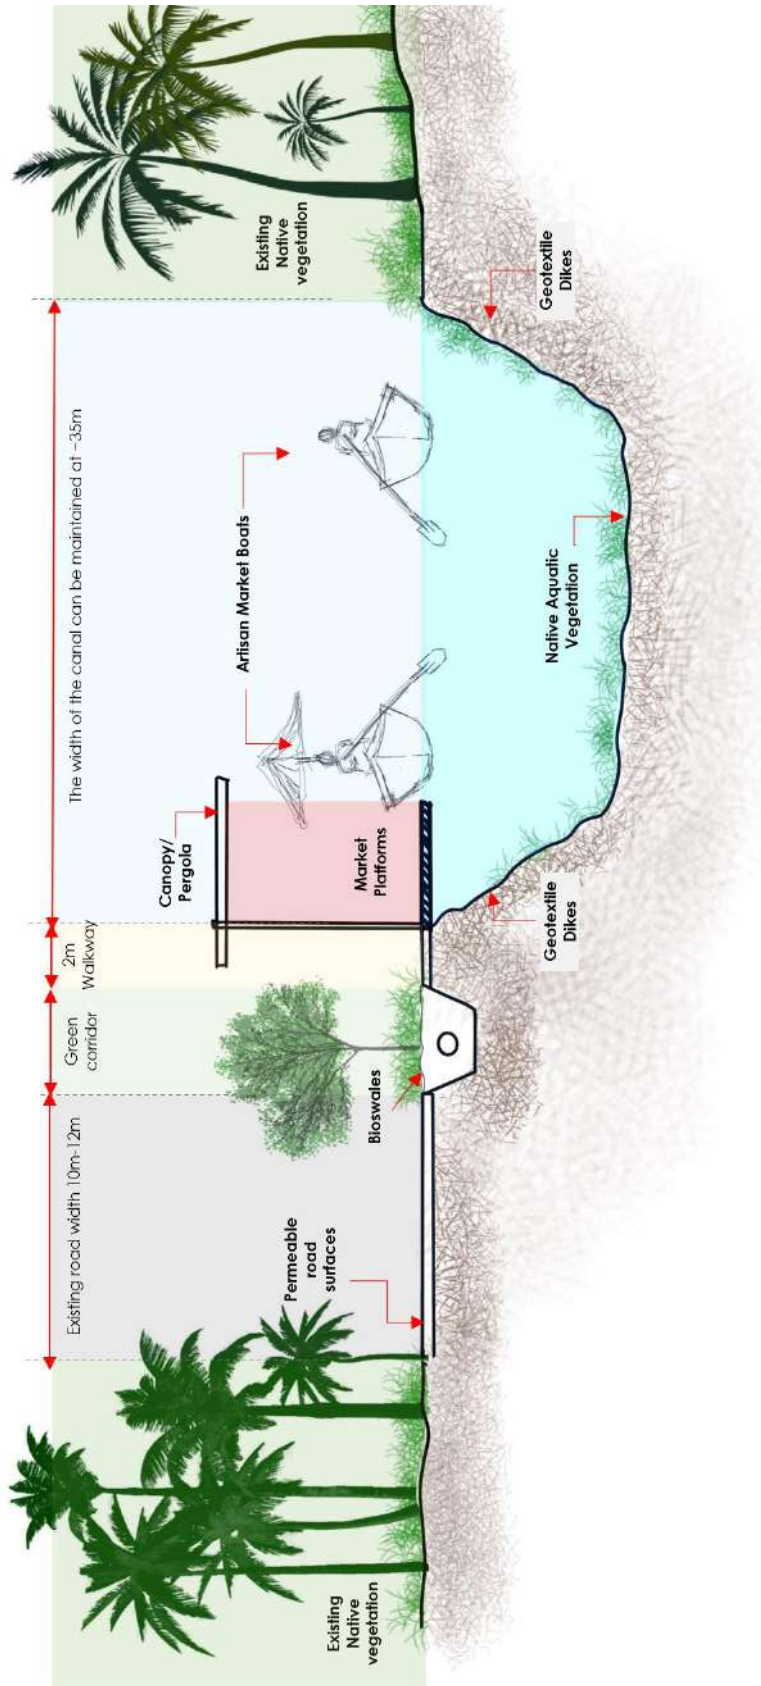 Existing road width 10m-12m
Green
corridor
2m
Walkway
The width of the canal can be maintained at ~35m
Existing
Native
vegetation
Permeable
road
surfaces
Bioswales
Canopy/
Pergola
Market
Platforms
Artisan Market Boats
Existing
Native
vegetation
Geotextile
Dikes
Native Aquatic
Vegetation
Geotextile
Dikes